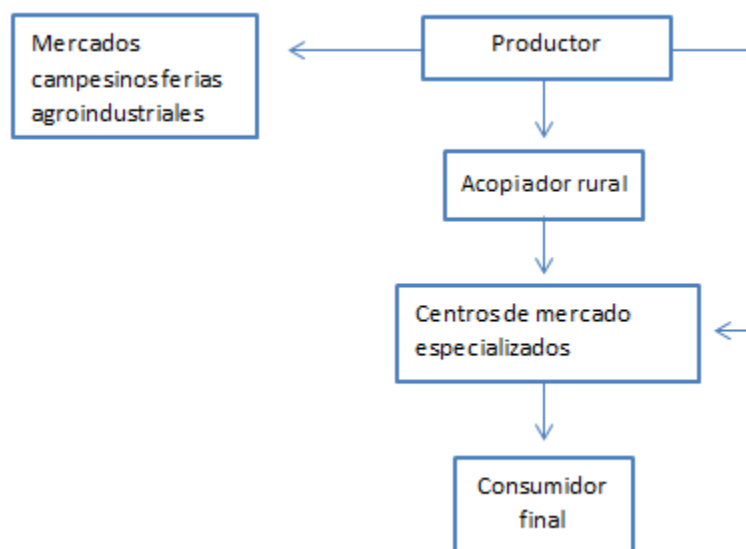 Mercados
campesinos ferias
agroindustriales
Productor
Acopiador rural
Centros de mercado
especializados
Consumidor
final